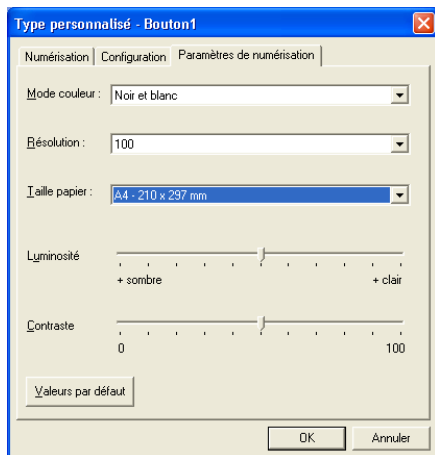 Type personnalisé - Bouton1
Numérisation Configuration Paramètres de numérisation
Mode couleur : Noir et blanc
Résolution : 100
Taille papier : A4 - 210 x 297 mm
Luminosité
+ sombre + clair
Contraste
0 100
Valeurs par défaut
OK Annuler